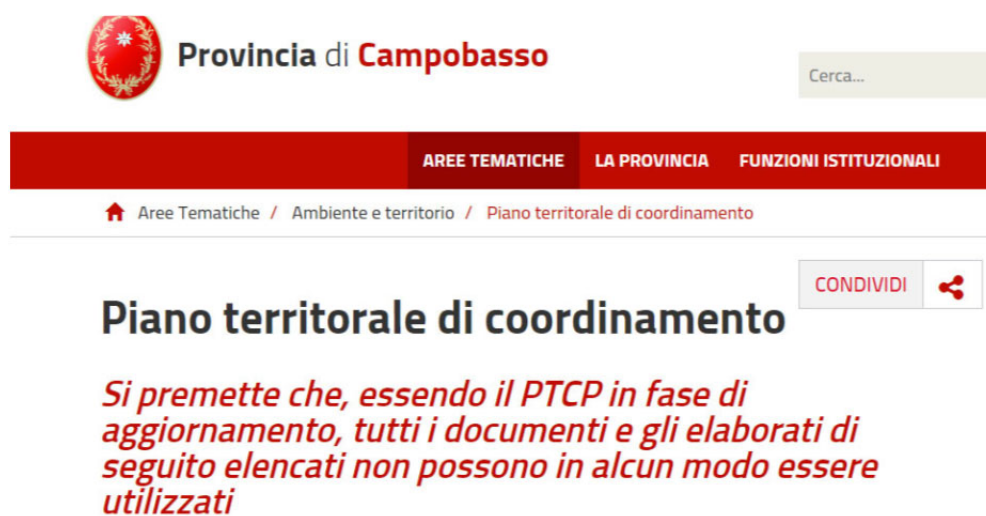 Provincia di Campobasso
Cerca...
AREE TEMATICHE LA PROVINCIA FUNZIONI ISTITUZIONALI
Aree Tematiche / Ambiente e territorio / Piano territorale di coordinamento
CONDIVIDI
Piano territorale di coordinamento
Si premette che, essendo il PTCP in fase di
aggiornamento, tutti i documenti e gli elaborati di
seguito elencati non possono in alcun modo essere
utilizzati